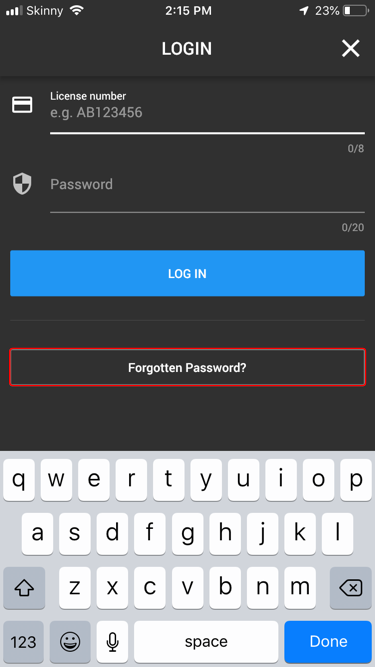 Skinny 2:15 PM 23%
LOGIN
License number
e.g. AB123456
0/8
Password
0/20
LOG IN
Forgotten Password?
q w e r t y u i o p
a s d f g h j k l
z x c v b n m
123 space Done